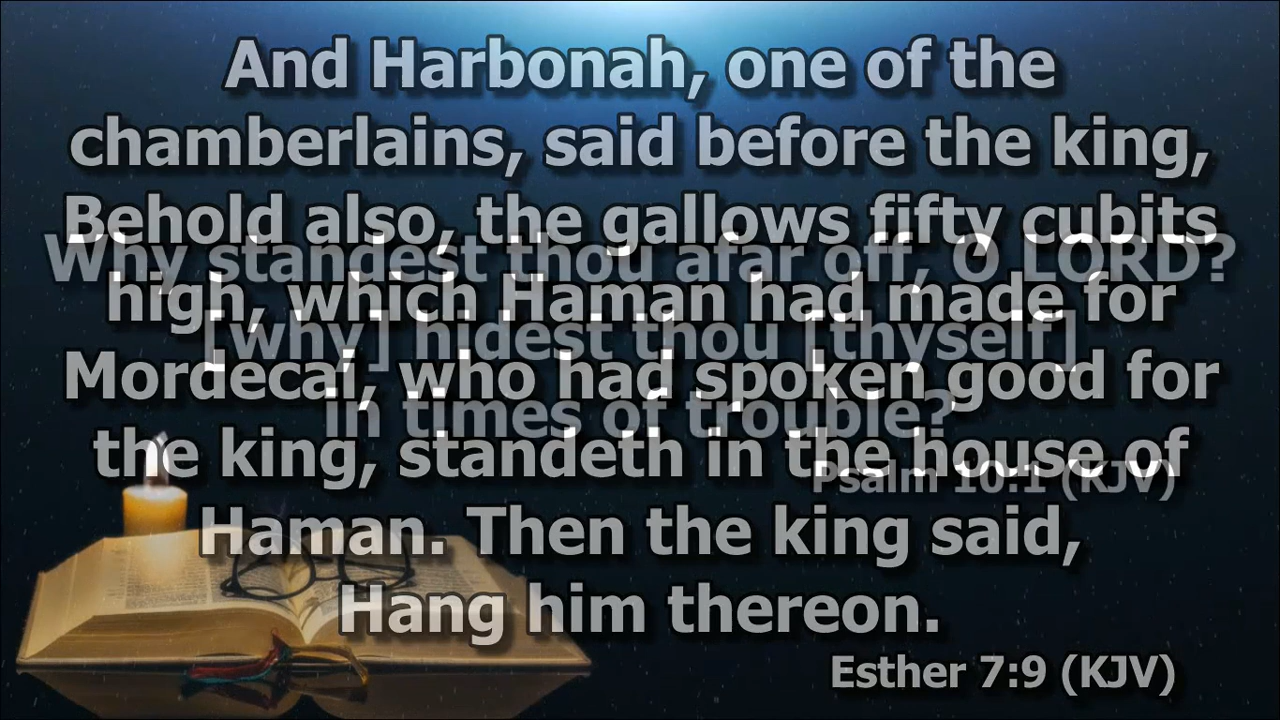 And Harbonah, one of the
chamberlains, said before the king,
Behold also, the gallows fifty cubits
high, which Haman had made for
Mordecai, who had spoken good for
the king, standeth in the house of
Haman. Then the king said,
Hang him thereon.
Esther 7:9 (KJV)
Why standest thou afar off, O LORD?
[why] hidest thou [thyself]
in times of trouble?
Psalm 10:1 (KJV)